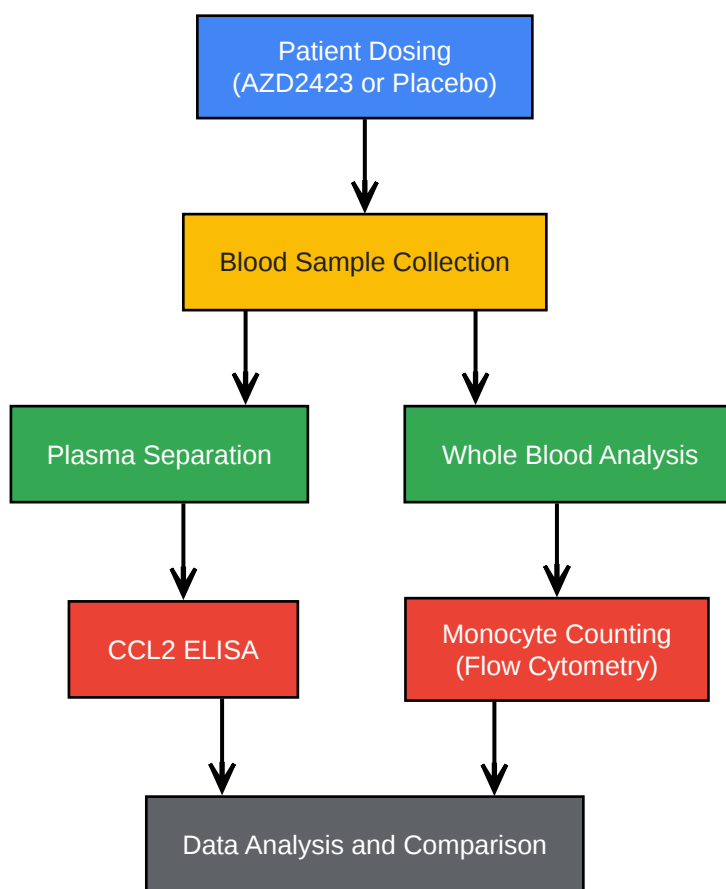 Patient Dosing
(AZD2423 or Placebo)
Blood Sample Collection
Plasma Separation
Whole Blood Analysis
CCL2 ELISA
Monocyte Counting
(Flow Cytometry)
Data Analysis and Comparison